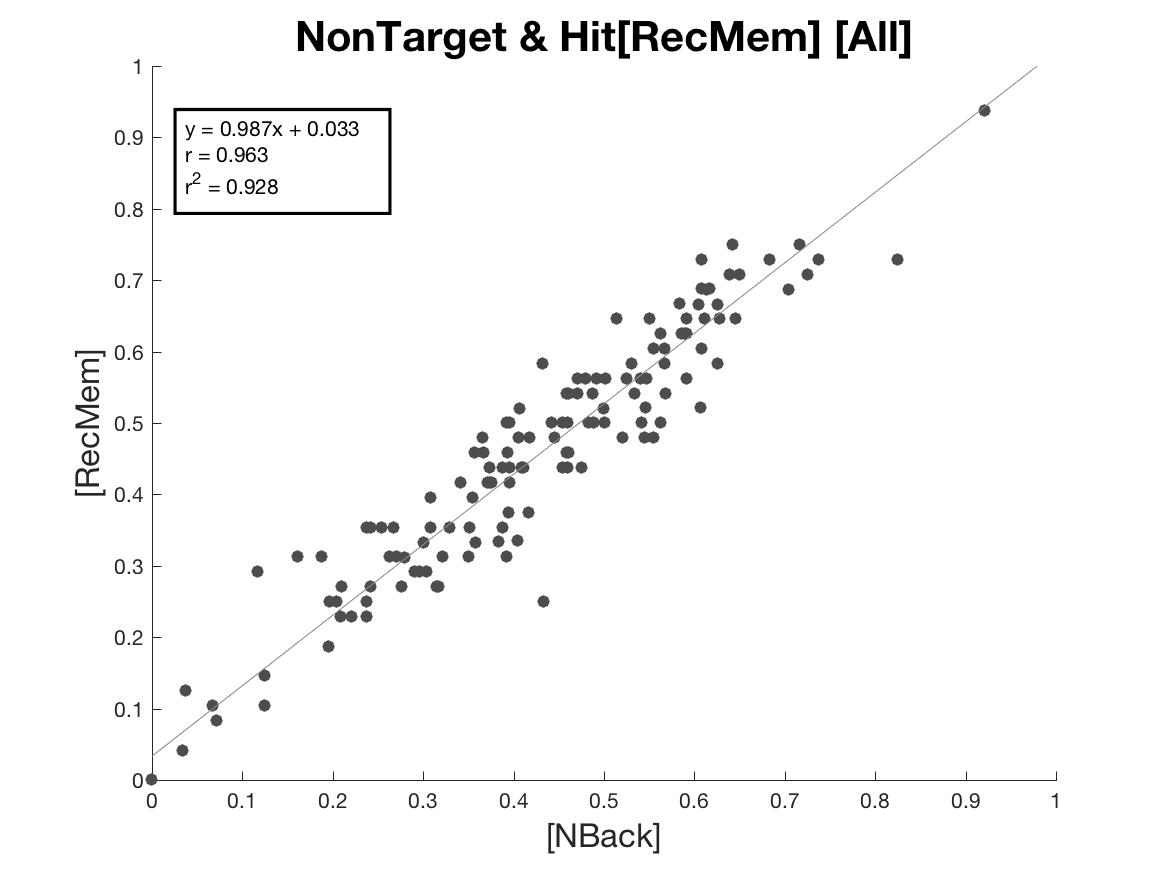 NonTarget & Hit[RecMem] [All]
y = 0.987x + 0.033
r = 0.963
r² = 0.928
1
0.9
0.8
0.7
0.6
0.5
0.4
0.3
0.2
0.1
0
[RecMem]
0 0.1 0.2 0.3 0.4 0.5 0.6 0.7 0.8 0.9 1
[NBack]